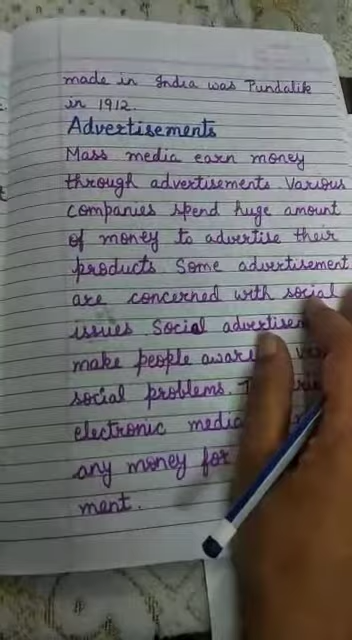 made in India was Pundalik
in 1912.
Advertisements
Mass media earn money
through advertisements. Various
companies spend huge amount
of money to advertise their
products. Some advertisement
are concerned with social
issues Social
make people aware
social problems.
electronic media
any money for
ment.